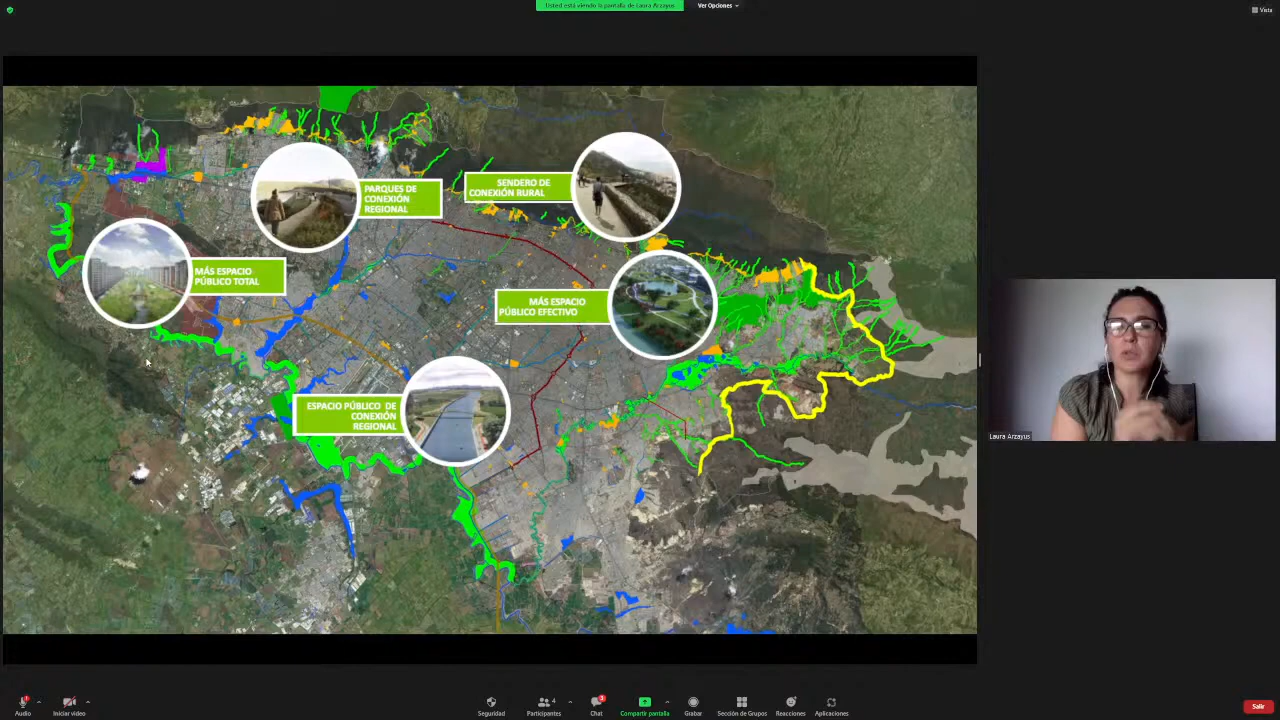 Usted está viendo la pantalla de Laura Arzayus
Ver Opciones
Vista
PARQUES DE
CONEXIÓN
REGIONAL
SENDERO DE
CONEXIÓN RURAL
MÁS ESPACIO
PÚBLICO TOTAL
MÁS ESPACIO
PÚBLICO EFECTIVO
ESPACIO PÚBLICO DE
CONEXIÓN
REGIONAL
Laura Arzayus
Audio
Iniciar video
Seguridad
4
Participantes
3
Chat
Compartir pantalla
Grabar
Sección de Grupos
Reacciones
Aplicaciones
Salir